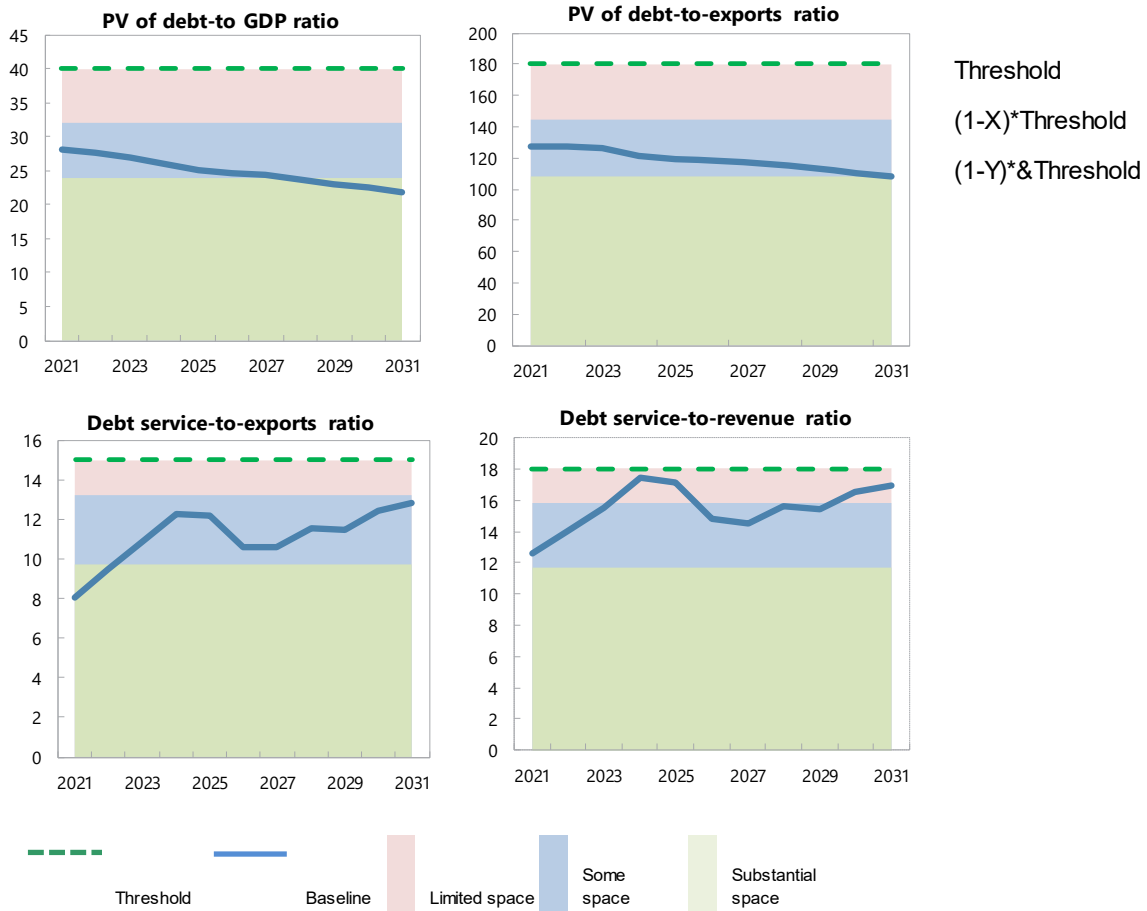 PV of debt-to GDP ratio
45
40
35
30
25
20
15
10
5
0
2021 2023 2025 2027 2029 2031
PV of debt-to-exports ratio
200
180
160
140
120
100
80
60
40
20
0
2021 2023 2025 2027 2029 2031
Threshold
(1-X)*Threshold
(1-Y)*&Threshold
Debt service-to-exports ratio
16
14
12
10
8
6
4
2
0
2021 2023 2025 2027 2029 2031
Debt service-to-revenue ratio
20
18
16
14
12
10
8
6
4
2
0
2021 2023 2025 2027 2029 2031
Threshold
Baseline
Limited space
Some
space
Substantial
space